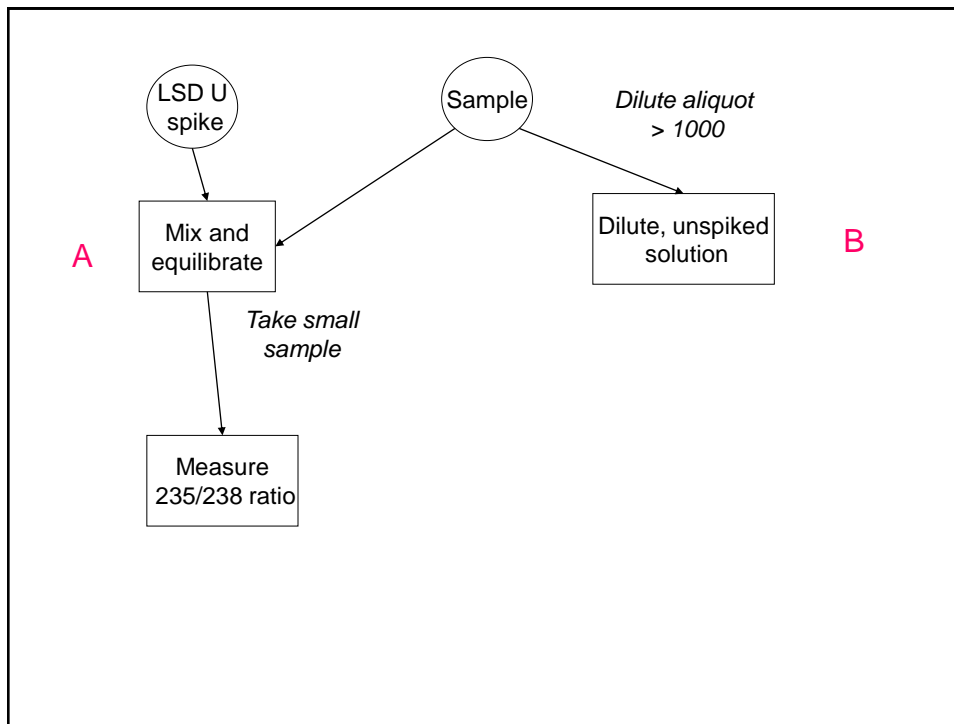 LSD U
spike
Sample
Dilute aliquot
> 1000
Mix and
equilibrate
Dilute, unspiked
solution
A
B
Take small
sample
Measure
235/238 ratio